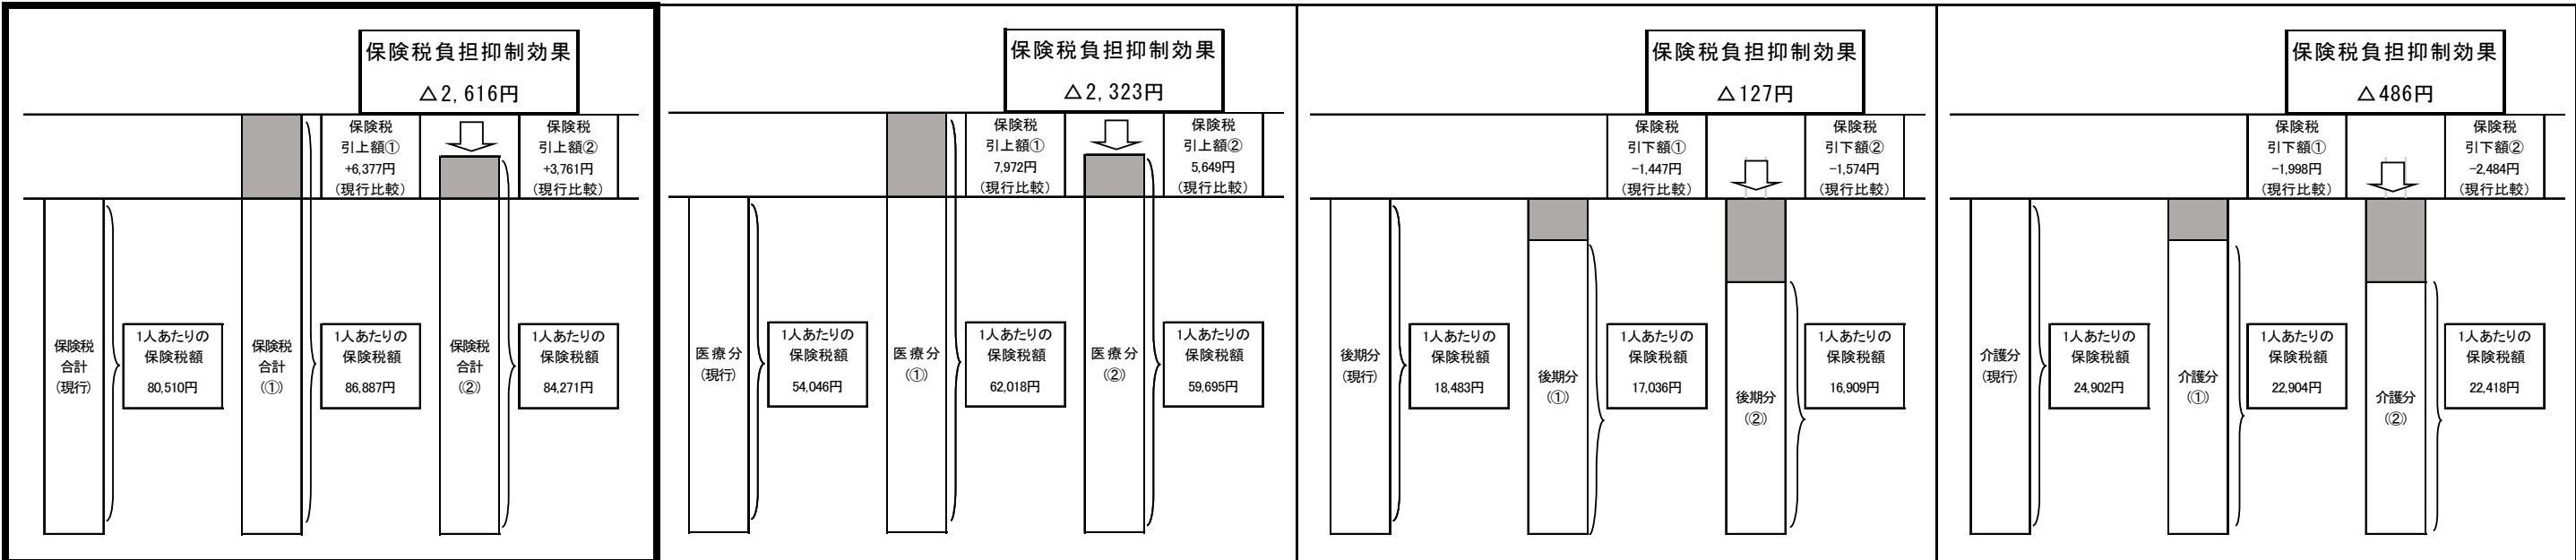 保険税負担抑制効果
△2,616円
保険税
引上額①
+6,377円
(現行比較)
保険税
引上額②
+3,761円
(現行比較)
保険税
合計
(現行)
1人あたりの
保険税額
80,510円
保険税
合計
(①)
1人あたりの
保険税額
86,887円
保険税
合計
(②)
1人あたりの
保険税額
84,271円
保険税負担抑制効果
△2,323円
保険税
引上額①
7,972円
(現行比較)
保険税
引上額②
5,649円
(現行比較)
医療分
(現行)
1人あたりの
保険税額
54,046円
医療分
(①)
1人あたりの
保険税額
62,018円
医療分
(②)
1人あたりの
保険税額
59,695円
保険税負担抑制効果
△127円
保険税
引下額①
-1,447円
(現行比較)
保険税
引下額②
-1,574円
(現行比較)
後期分
(現行)
1人あたりの
保険税額
18,483円
後期分
(①)
1人あたりの
保険税額
17,036円
後期分
(②)
1人あたりの
保険税額
16,909円
保険税負担抑制効果
△486円
保険税
引下額①
-1,998円
(現行比較)
保険税
引下額②
-2,484円
(現行比較)
介護分
(現行)
1人あたりの
保険税額
24,902円
介護分
(①)
1人あたりの
保険税額
22,904円
介護分
(②)
1人あたりの
保険税額
22,418円